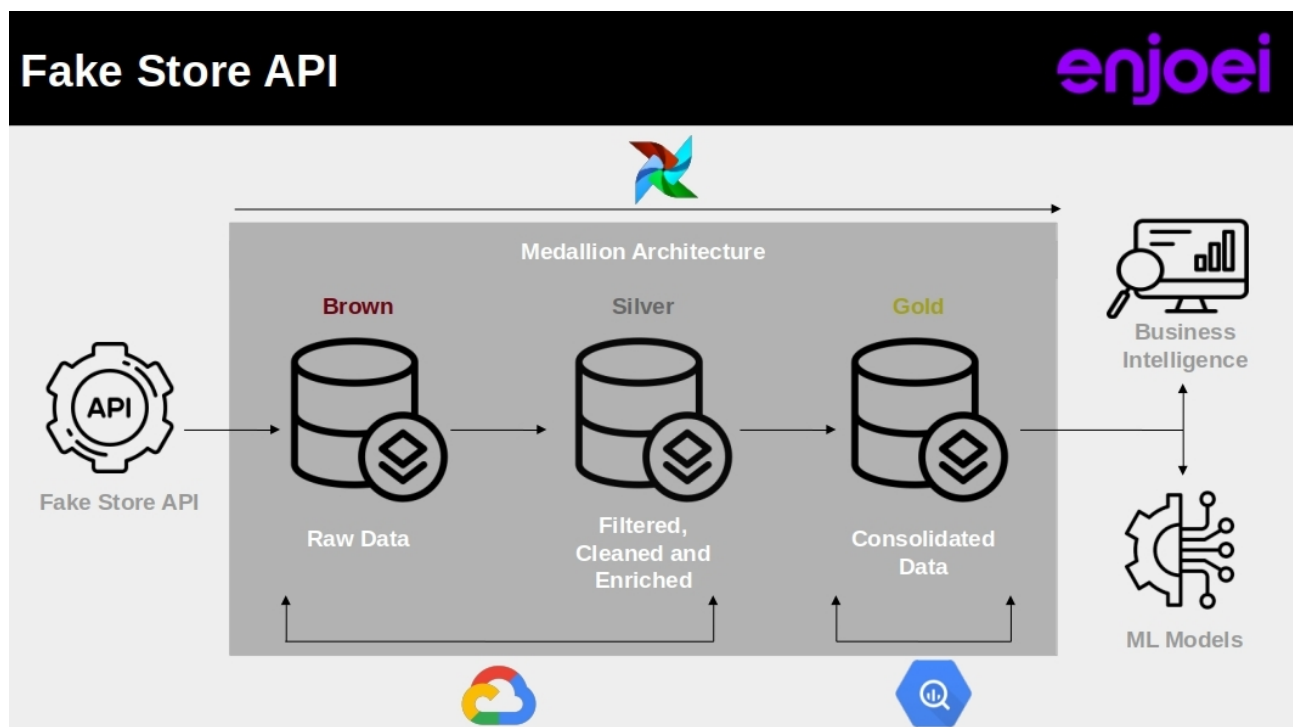 Fake Store API
enjoei
Medallion Architecture
Brown
Silver
Gold
API
Fake Store API
Raw Data
Filtered,
Cleaned and
Enriched
Consolidated
Data
Business
Intelligence
ML Models